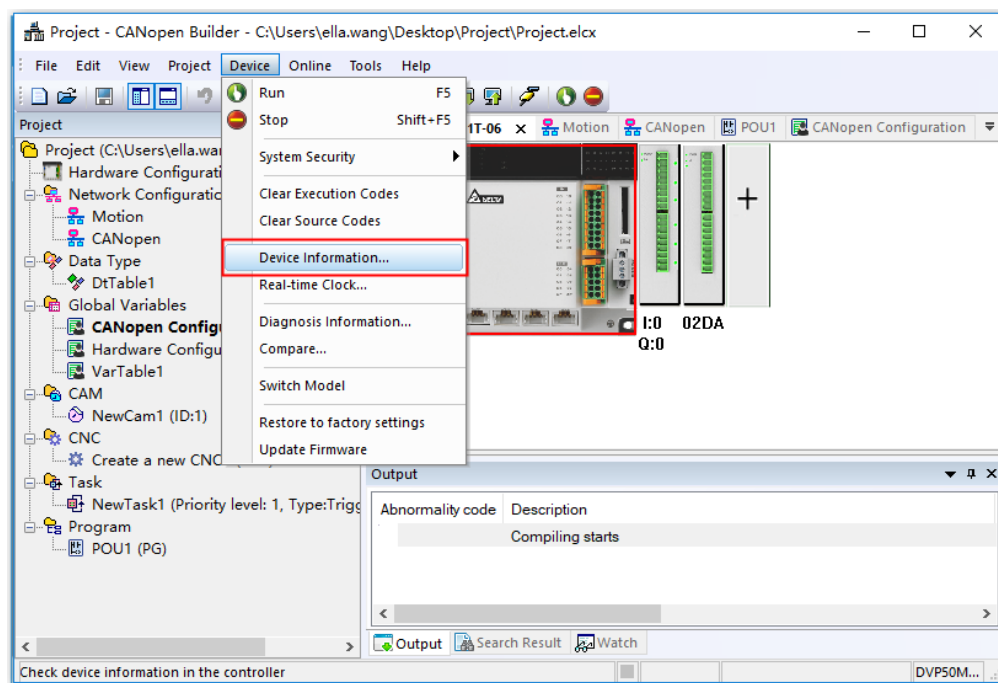 Project - CANopen Builder - C:\Users\ella.wang\Desktop\Project\Project.elcx
File Edit View Project Device Online Tools Help
Run F5
Stop Shift+F5
System Security
Clear Execution Codes
Clear Source Codes
Device Information...
Real-time Clock...
Diagnosis Information...
Compare...
Switch Model
Restore to factory settings
Update Firmware
Project
Project (C:\Users\ella.wa
Hardware Configurati
Network Configuratic
Motion
CANopen
Data Type
DtTable1
Global Variables
CANopen Config
Hardware Configu
VarTable1
CAM
NewCam1 (ID:1)
CNC
Create a new CNC
Task
NewTask1 (Priority level: 1, Type:Trigg
Program
POU1 (PG)
1T-06 Motion CANopen POU1 CANopen Configuration
I:0 02DA
Q:0
Output
Abnormality code Description
Compiling starts
Output Search Result Watch
Check device information in the controller DVP50M...